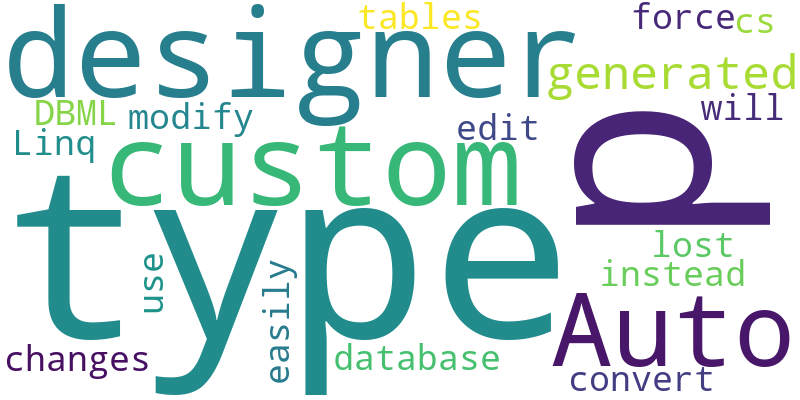 tables
force
cs
designer
generated
DBML
modify
will
Linq
edit
custom
p
type
lost
use
easily
instead
Auto
changes
database
convert